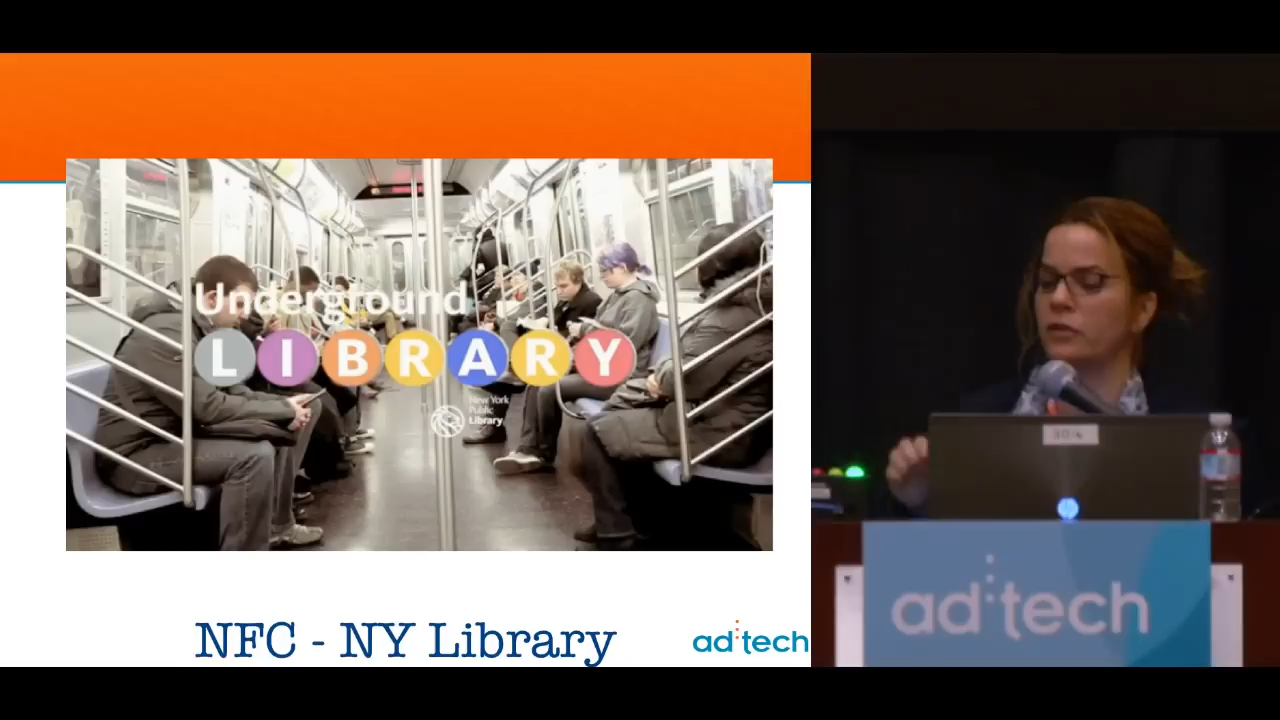 Underground
LIBRARY
New York
Public
Library
NFC - NY Library
ad:tech
ad:tech